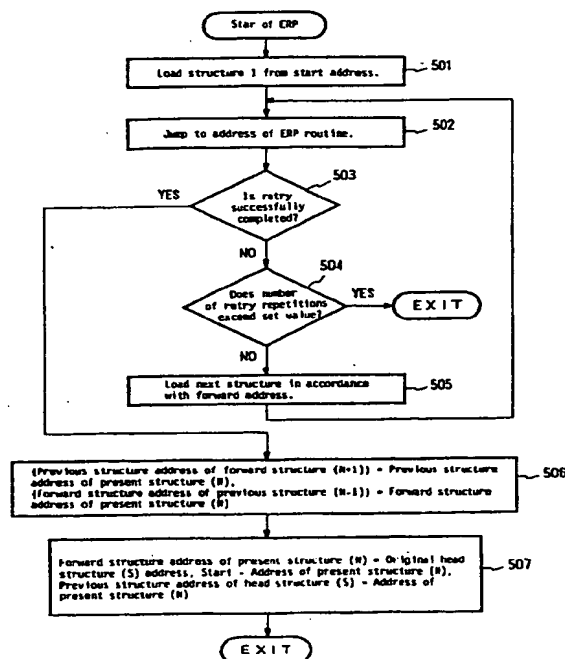 Star of ERP
Load structure 1 from start address.
501
Jump to address of ERP routine.
502
503
YES
Is retry
successfully
completed?
NO
504
Does number
of retry repetitions
exceed set value?
YES
EXIT
NO
Load next structure in accordance
with forward address.
505
(Previous structure address of forward structure (N+1)) = Previous structure
address of present structure (N),
(forward structure address of previous structure (N-1)) = Forward structure
address of present structure (N)
506
Forward structure address of present structure (N) = Original head
structure (S) address, Start = Address of present structure (N),
Previous structure address of head structure (S) = Address of
present structure (N)
507
EXIT